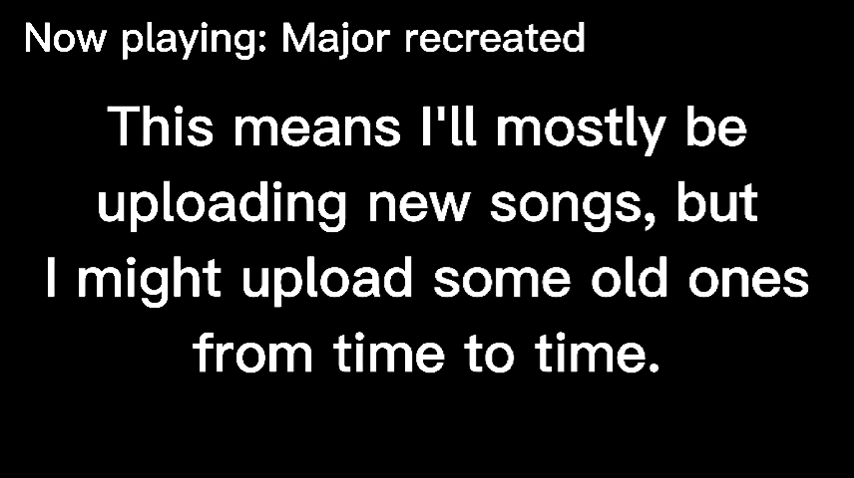 Now playing: Major recreated
This means I'll mostly be
uploading new songs, but
I might upload some old ones
from time to time.